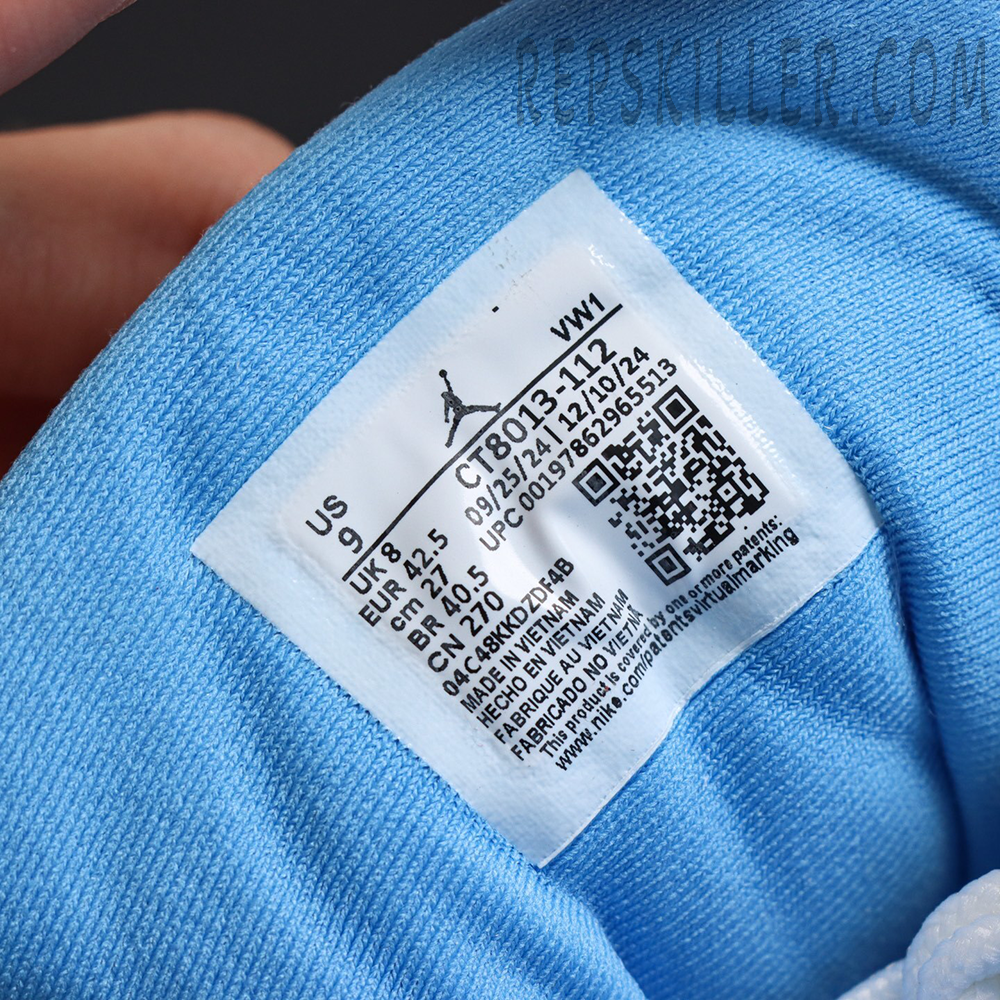 REPSKILLER.COM
VW1
US
9
CT8013-112
UK 8
09/25/24 | 12/10/24
EUR 42.5
UPC 00197862965513
cm 27
BR 40.5
CN 270
04C48KKDZDF4B
MADE IN VIETNAM
HECHO EN VIETNAM
FABRIQUE AU VIETNAM
FABRICADO NO VIETNA
This product is covered by one or more patents:
www.nike.com/patentsvirtualmarking